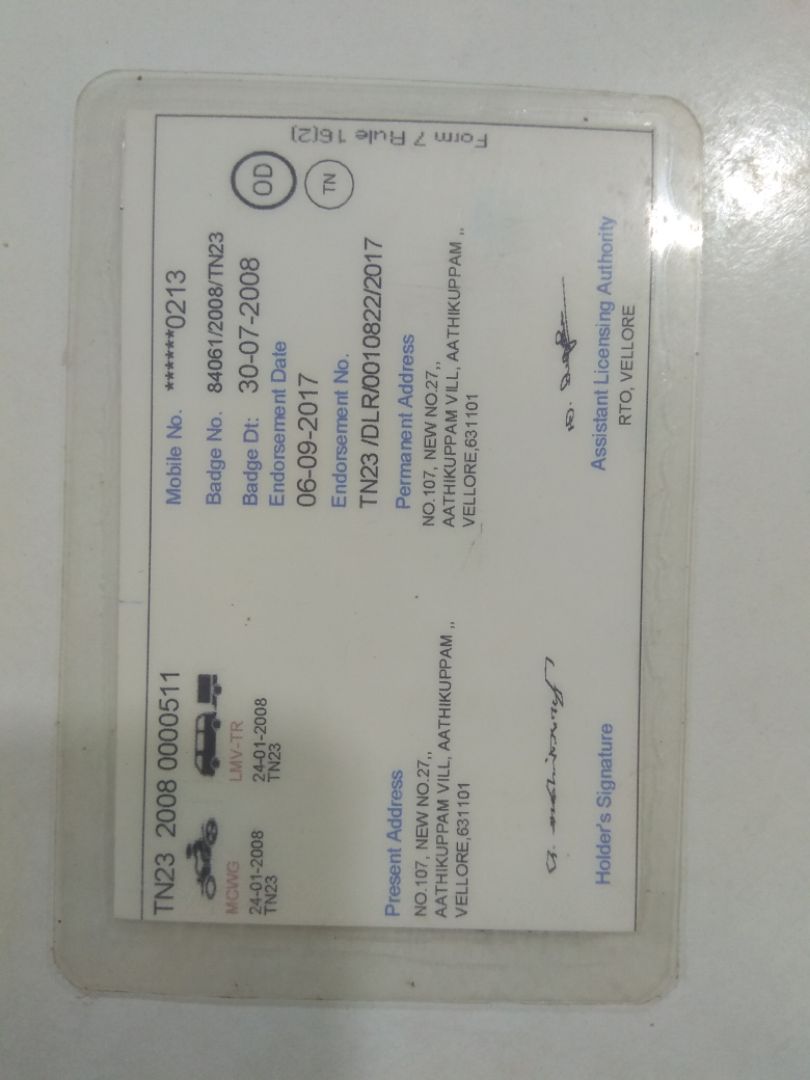 TN23 2008 0000511
MCWG
24-01-2008
TN23
LMV-TR
24-01-2008
TN23
Present Address
NO.107, NEW NO.27,,
AATHIKUPPAM VILL, AATHIKUPPAM ,,
VELLORE,631101
Holder's Signature
Mobile No. ******0213
Badge No. 84061/2008/TN23
Badge Dt: 30-07-2008
Endorsement Date
06-09-2017
Endorsement No.
TN23 /DLR/0010822/2017
Permanent Address
NO.107, NEW NO.27,,
AATHIKUPPAM VILL, AATHIKUPPAM ,,
VELLORE,631101
Assistant Licensing Authority
RTO, VELLORE
OD
TN
Form 7 Rule 16(2)